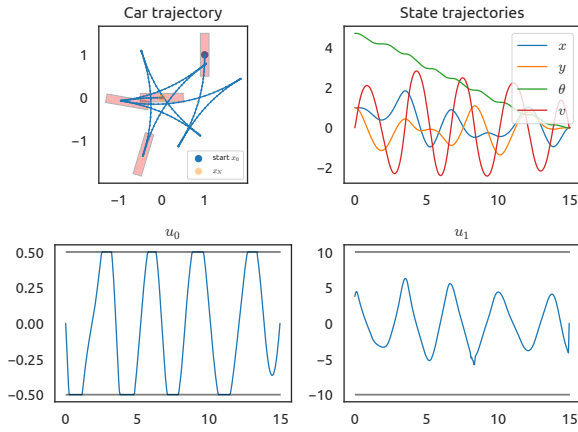 Car trajectory
1
0
−1
−1 0 1
start x₀
x_N
State trajectories
4
2
0
−2
0 5 10 15
x
y
θ
v
u₀
0.50
0.25
0.00
−0.25
−0.50
0 5 10 15
u₁
10
5
0
−5
−10
0 5 10 15